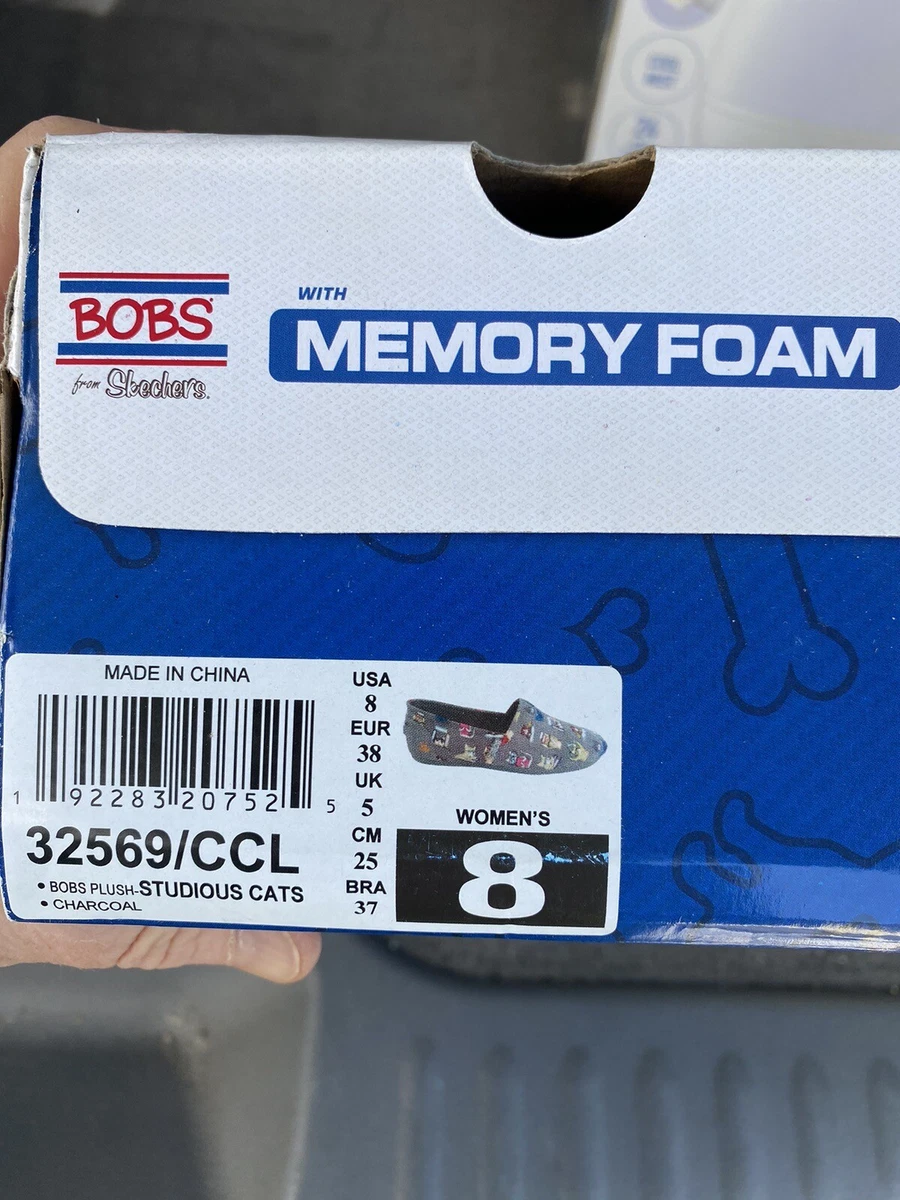 BOBS
from Skechers.
WITH
MEMORY FOAM
MADE IN CHINA
1 92283 20752 5
32569/CCL
• BOBS PLUSH-STUDIOUS CATS
• CHARCOAL
USA
8
EUR
38
UK
5
CM
25
BRA
37
WOMEN'S
8